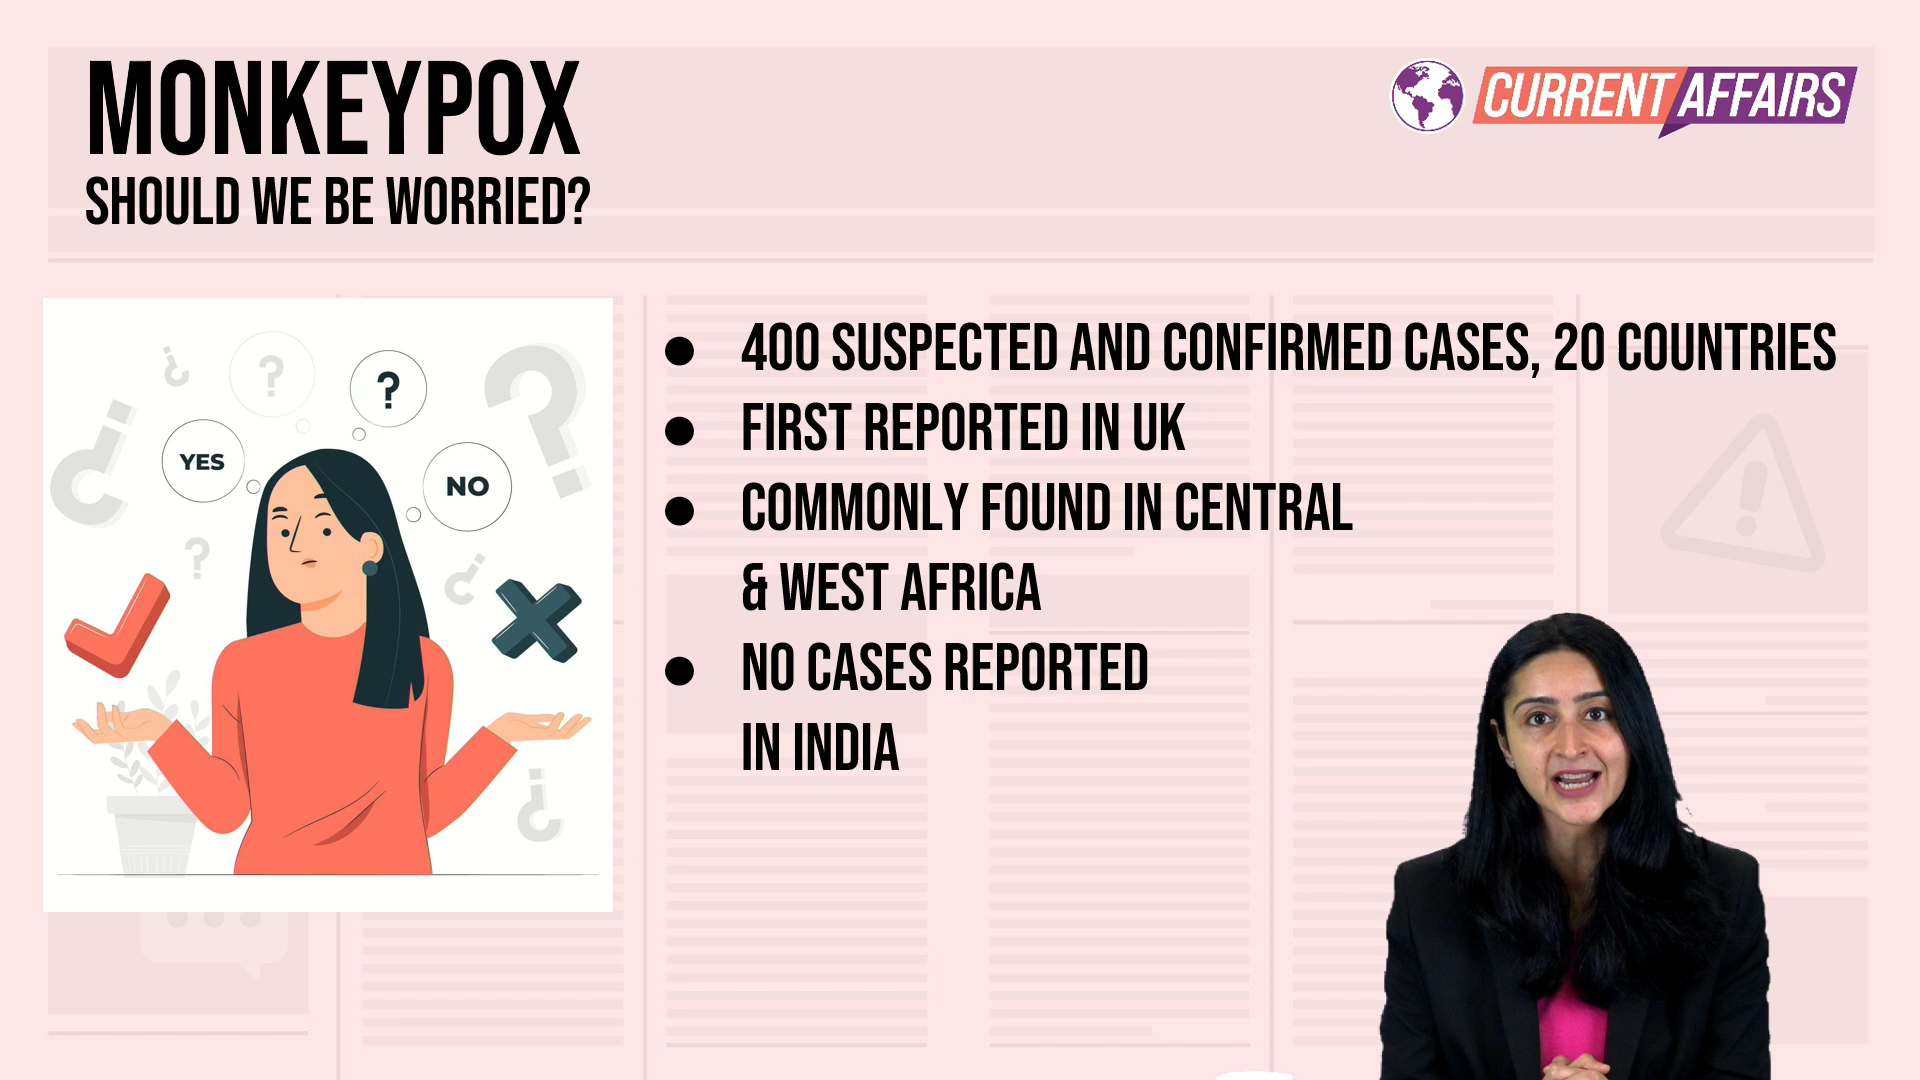 MONKEYPOX
SHOULD WE BE WORRIED?
CURRENT AFFAIRS
? ? ? ?
YES
NO
?
?
?
?
?
● 400 SUSPECTED AND CONFIRMED CASES, 20 COUNTRIES
● FIRST REPORTED IN UK
● COMMONLY FOUND IN CENTRAL
& WEST AFRICA
● NO CASES REPORTED
IN INDIA
!